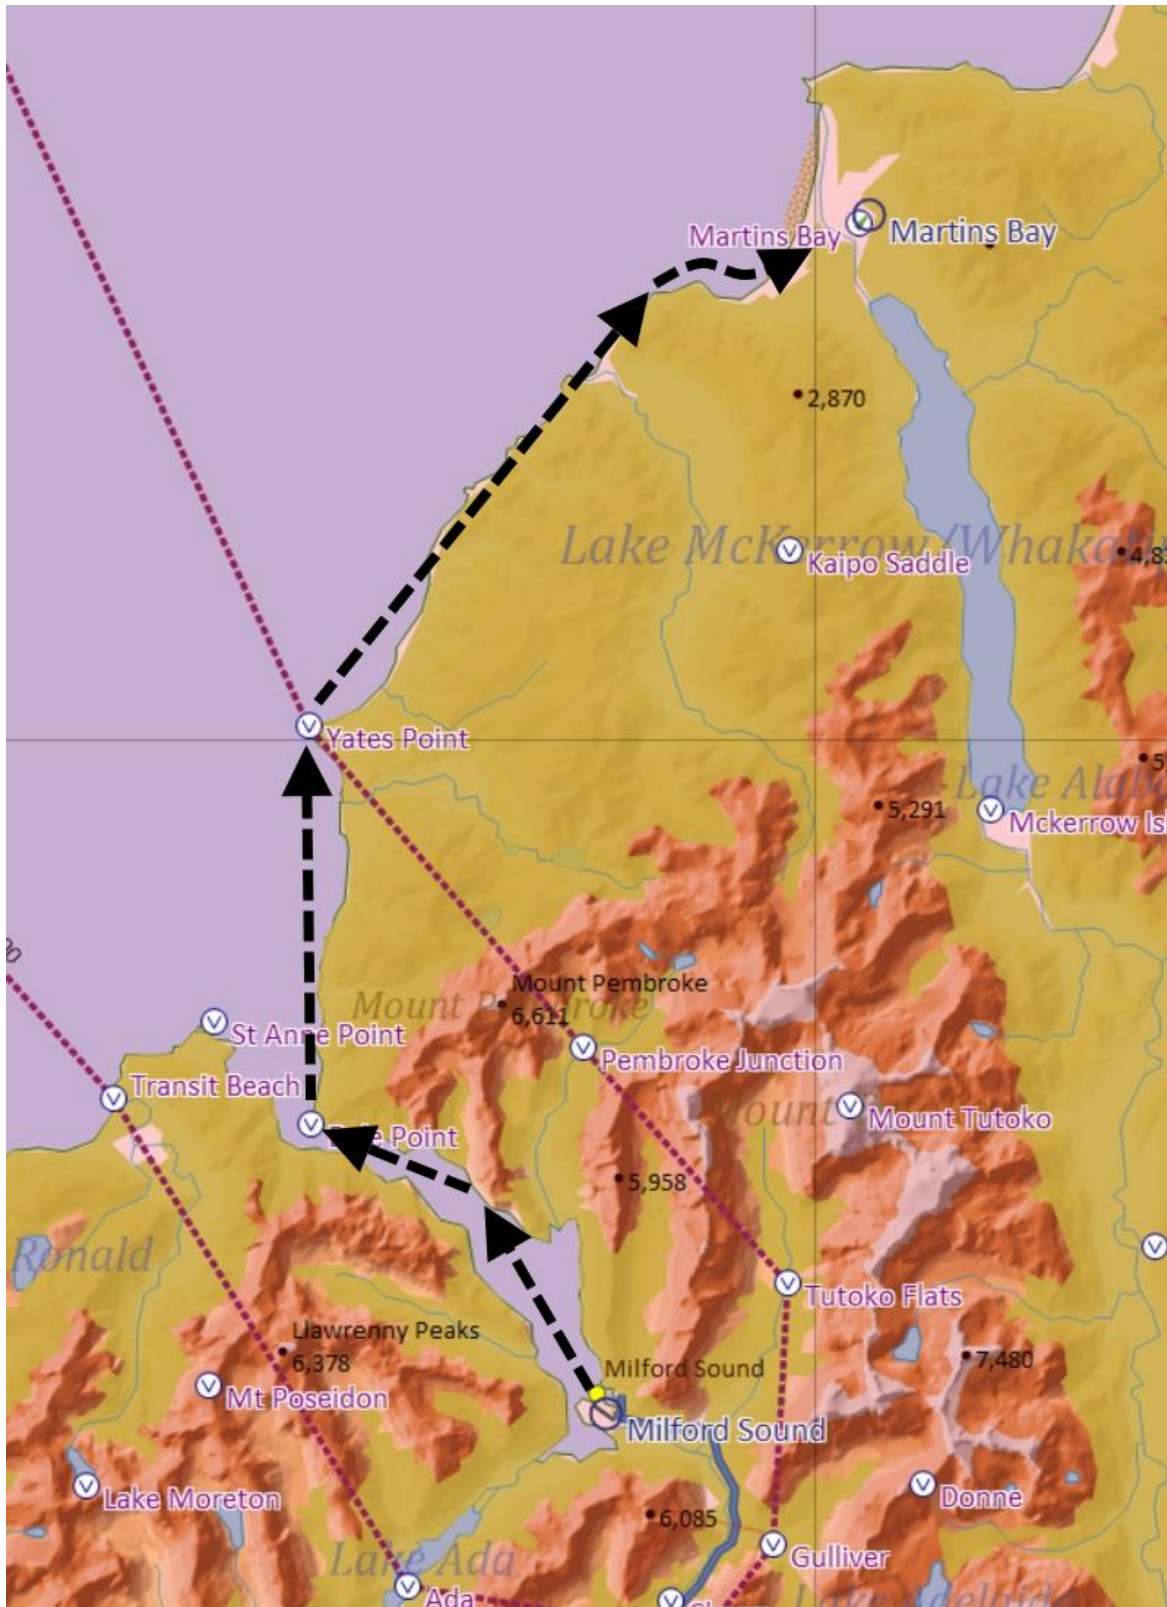 Martins Bay
Martins Bay
2,870
Lake McKerrow/Whaka
Kaipo Saddle
Yates Point
5,291
Lake Alab
Mckerrow Isl
Mount Pembroke
6,611
St Anne Point
Transit Beach
Pembroke Junction
Mount Tutoko
Point
5,958
Ronald
Tutoko Flats
Llawrenny Peaks
6,378
Milford Sound
7,480
Mt Poseidon
Milford Sound
Lake Moreton
Donne
6,085
Gulliver
Lake Ada
Ada
Lake Adelaide